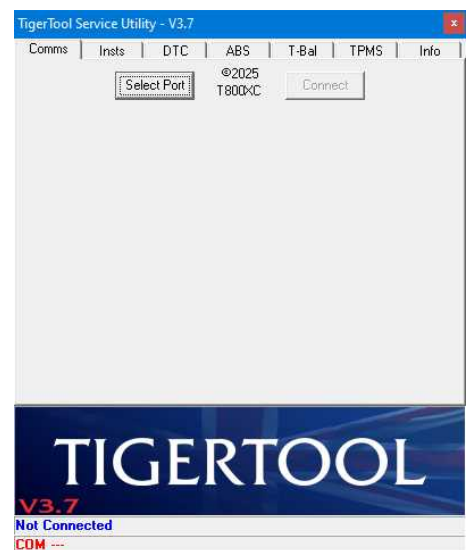 TigerTool Service Utility - V3.7
x
Comms Insts DTC ABS T-Bal TPMS Info
Select Port
©2025
T800XC
Connect
TIGERTOOL
V3.7
Not Connected
COM ---